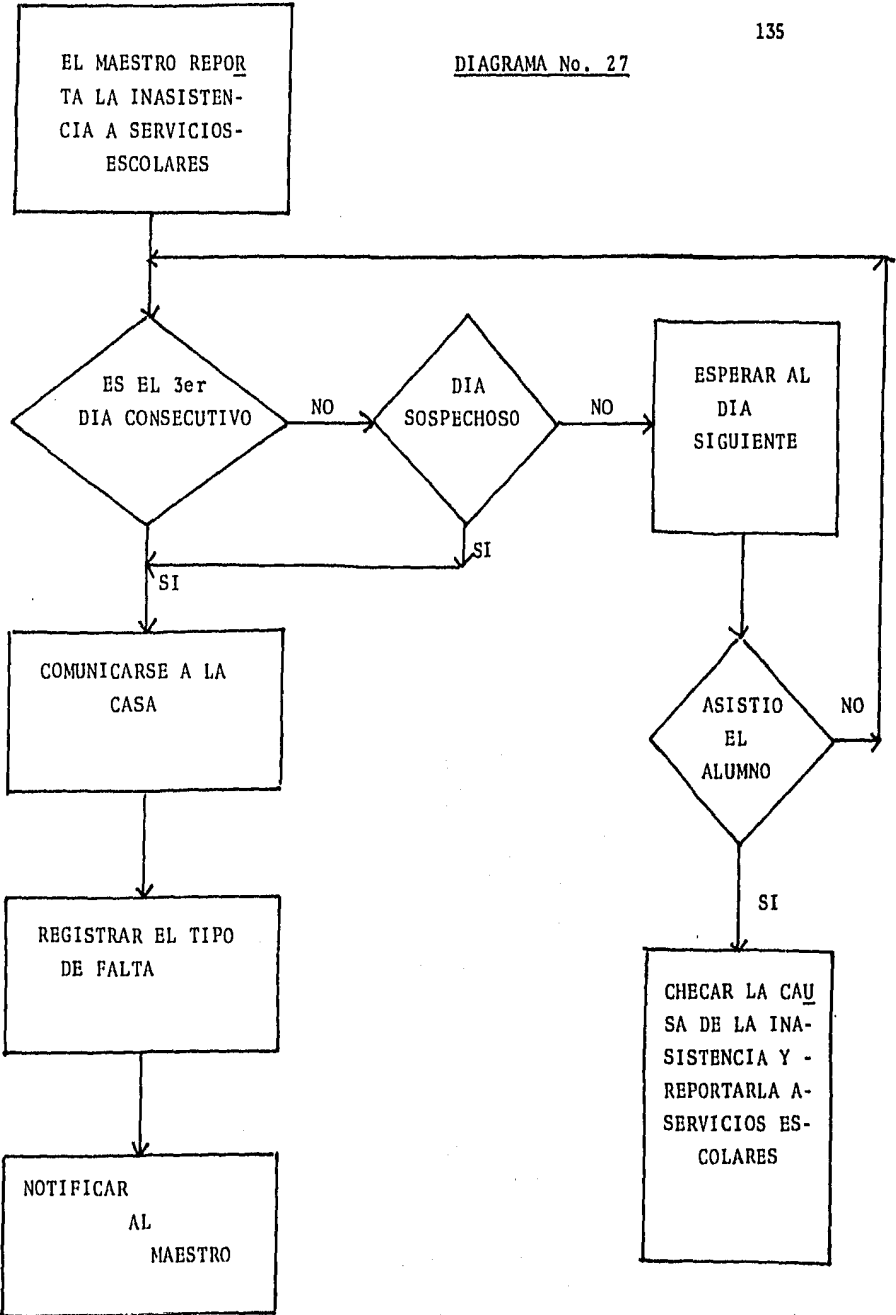 135
DIAGRAMA No. 27
EL MAESTRO REPOR
TA LA INASISTEN-
CIA A SERVICIOS-
ESCOLARES
ES EL 3er
DIA CONSECUTIVO
NO
DIA
SOSPECHOSO
NO
ESPERAR AL
DIA
SIGUIENTE
SI
SI
COMUNICARSE A LA
CASA
ASISTIO
EL
ALUMNO
NO
SI
REGISTRAR EL TIPO
DE FALTA
CHECAR LA CAU
SA DE LA INA-
SISTENCIA Y -
REPORTARLA A-
SERVICIOS ES-
COLARES
NOTIFICAR
AL
MAESTRO